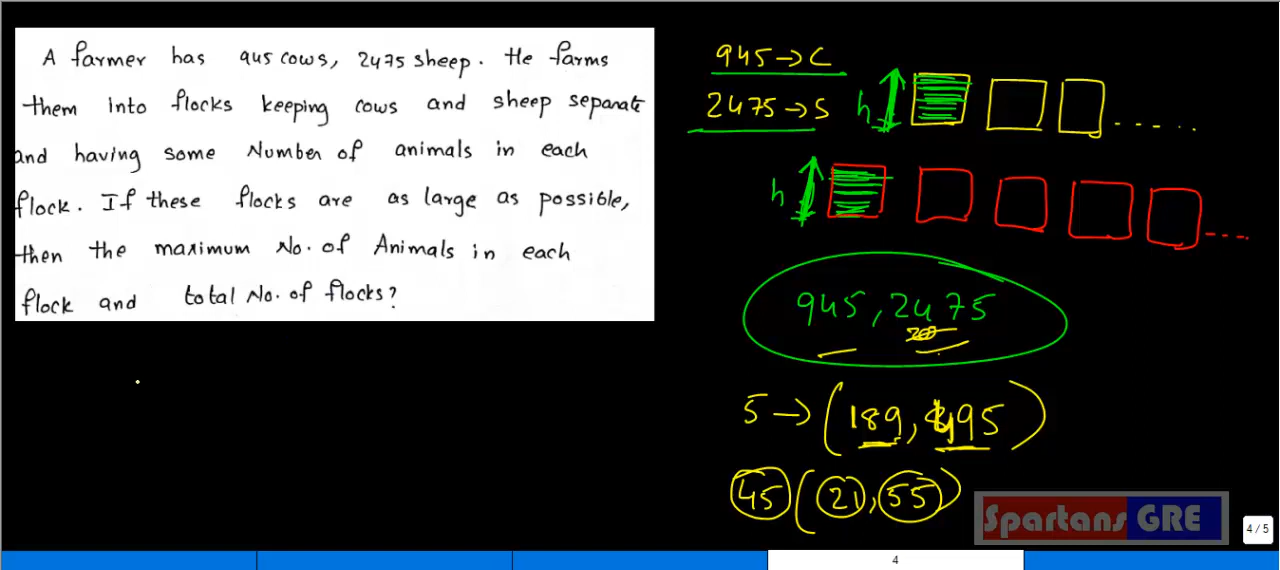 A farmer has 945 cows, 2475 sheep. He farms
them into flocks keeping cows and sheep separate
and having some Number of animals in each
flock. If these flocks are as large as possible,
then the maximum No. of Animals in each
flock and total No. of flocks?
945 → C
2475 → S
h
.....
h
....
945, 2475
5 → (189, 495)
45 (21, 55)
Spartans GRE
4 / 5
4